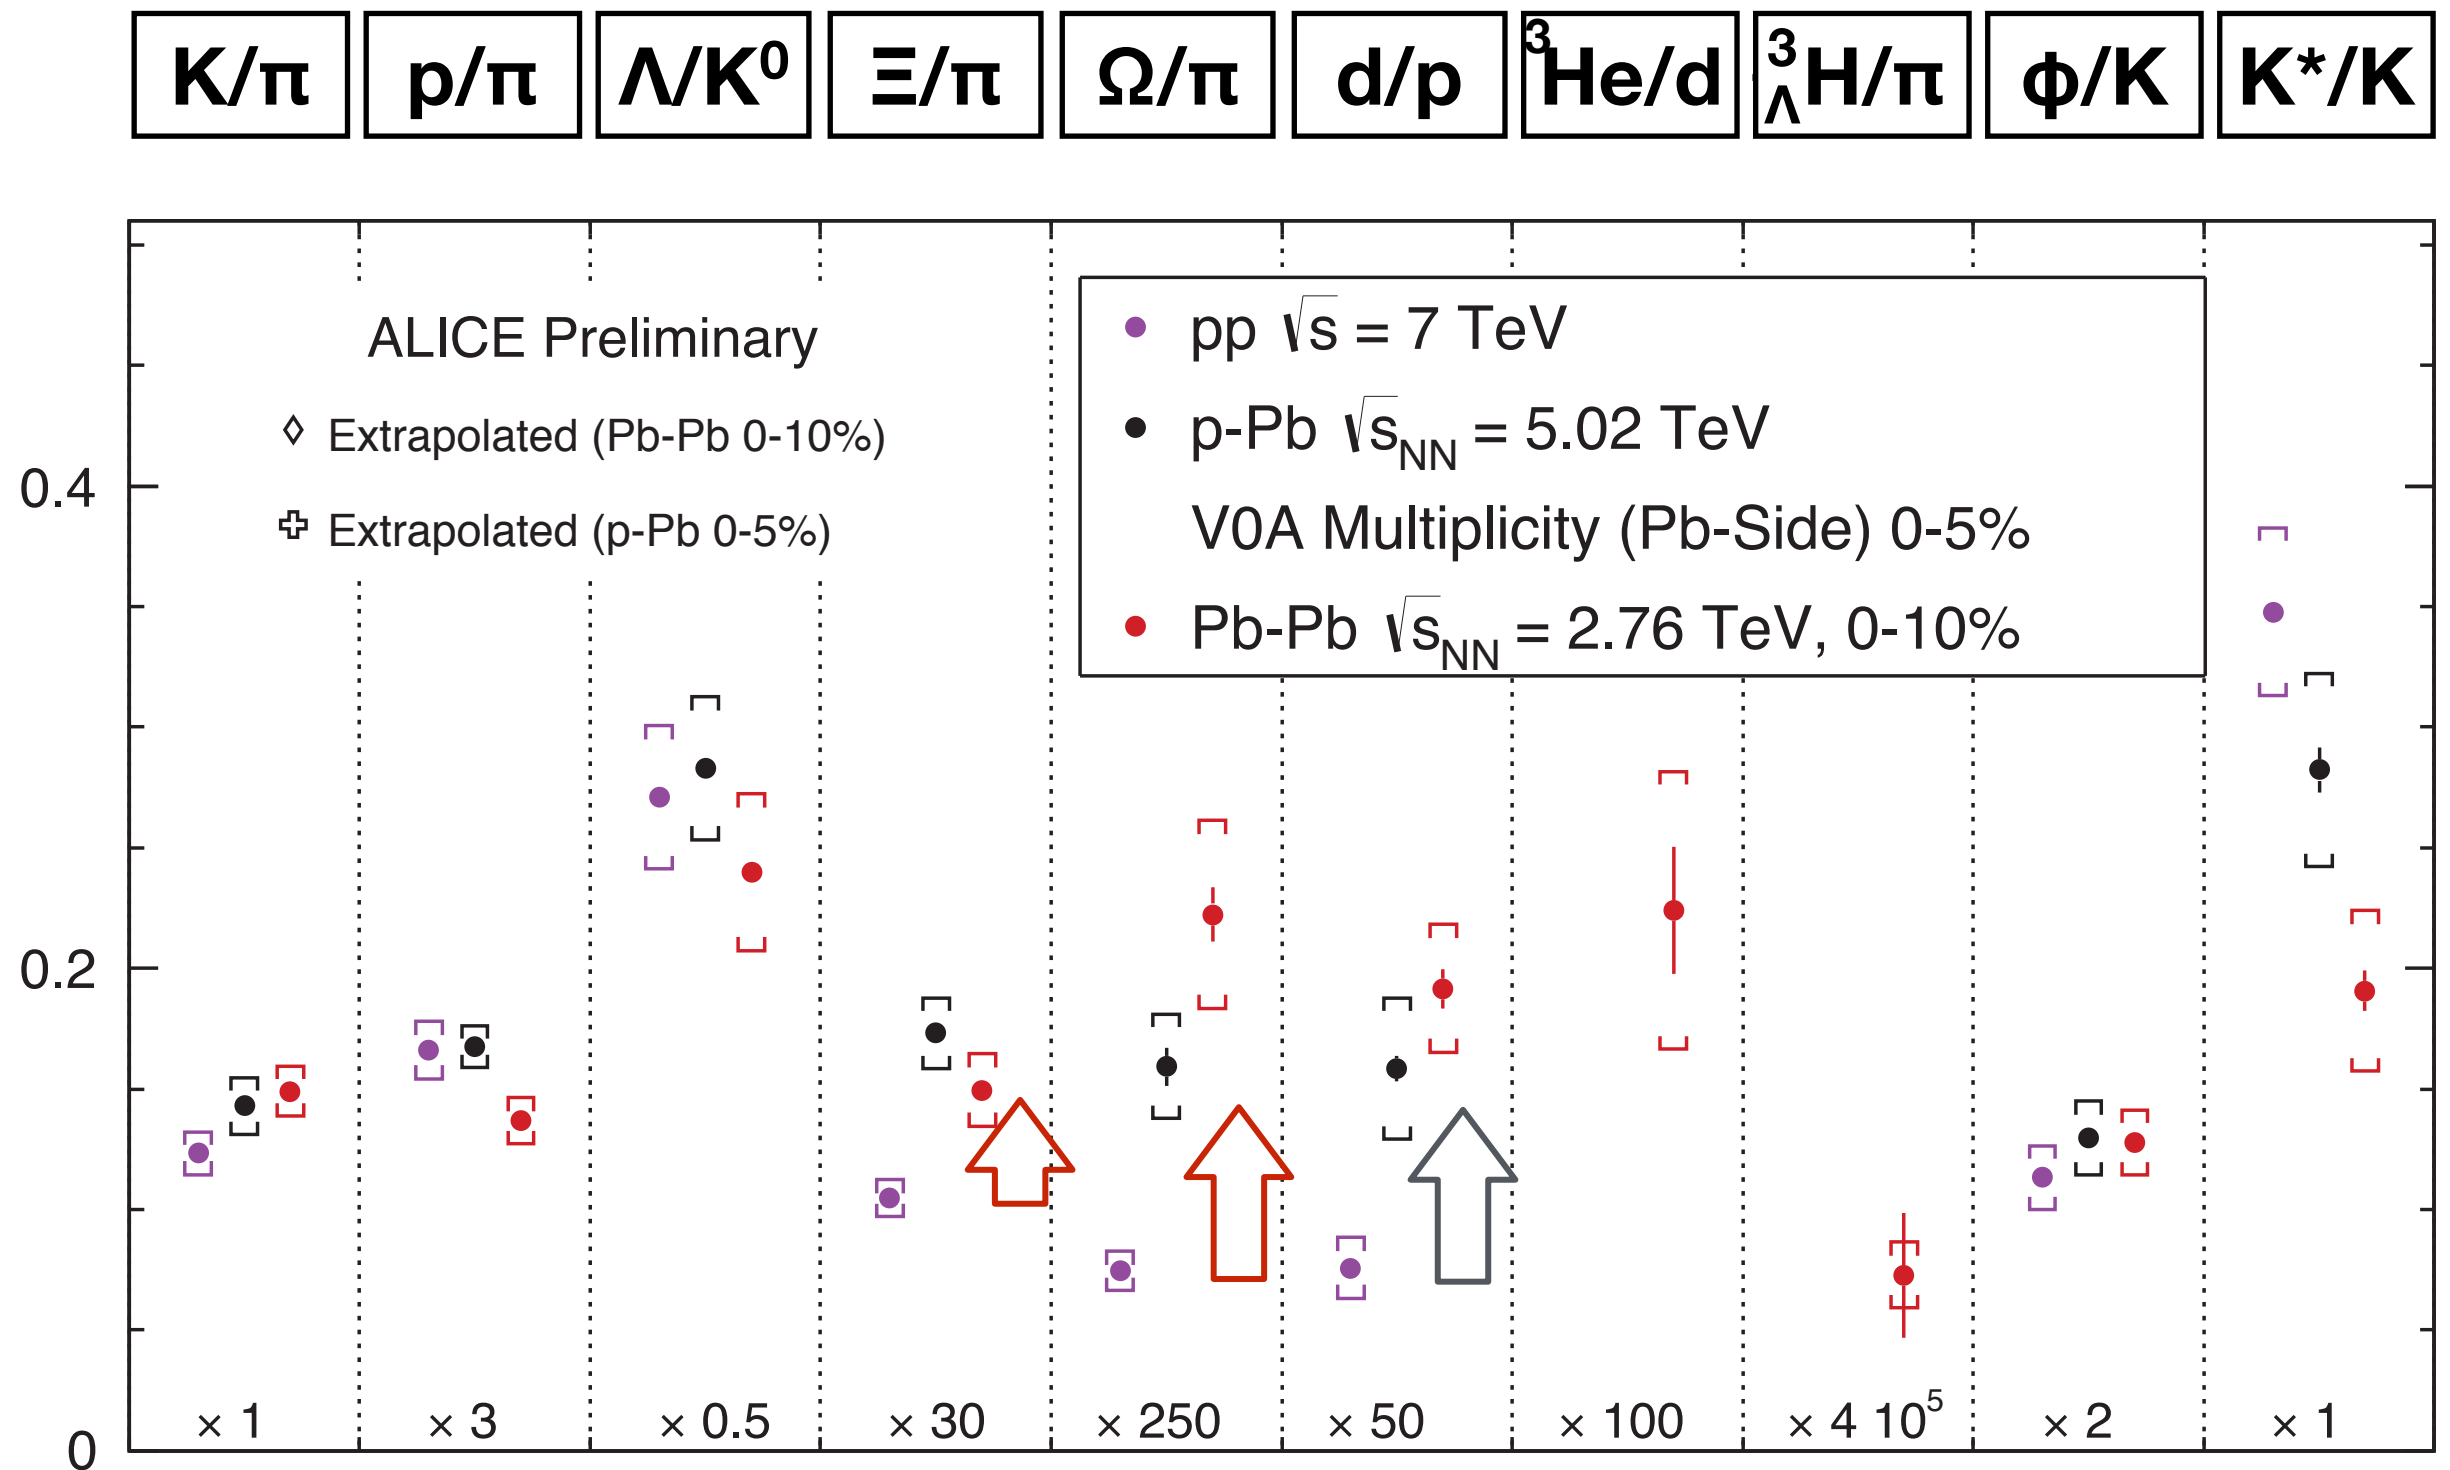 K/π p/π Λ/K⁰ Ξ/π Ω/π d/p ³He/d ³ΛH/π ϕ/K K*/K
ALICE Preliminary
Extrapolated (Pb-Pb 0-10%)
Extrapolated (p-Pb 0-5%)
pp √s = 7 TeV
p-Pb √sNN = 5.02 TeV
V0A Multiplicity (Pb-Side) 0-5%
Pb-Pb √sNN = 2.76 TeV, 0-10%
0.4
0.2
0
× 1 × 3 × 0.5 × 30 × 250 × 50 × 100 × 4 10⁵ × 2 × 1